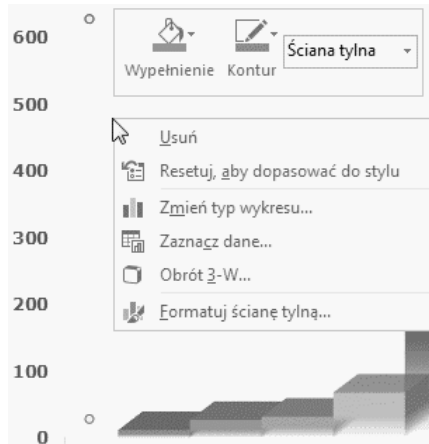 600
Wypełnienie Kontur Ściana tylna
500
Usuń
400
Resetuj, aby dopasować do stylu
Zmień typ wykresu...
300
Zaznacz dane...
Obrót 3-W...
200
Formatuj ścianę tylną...
100
0